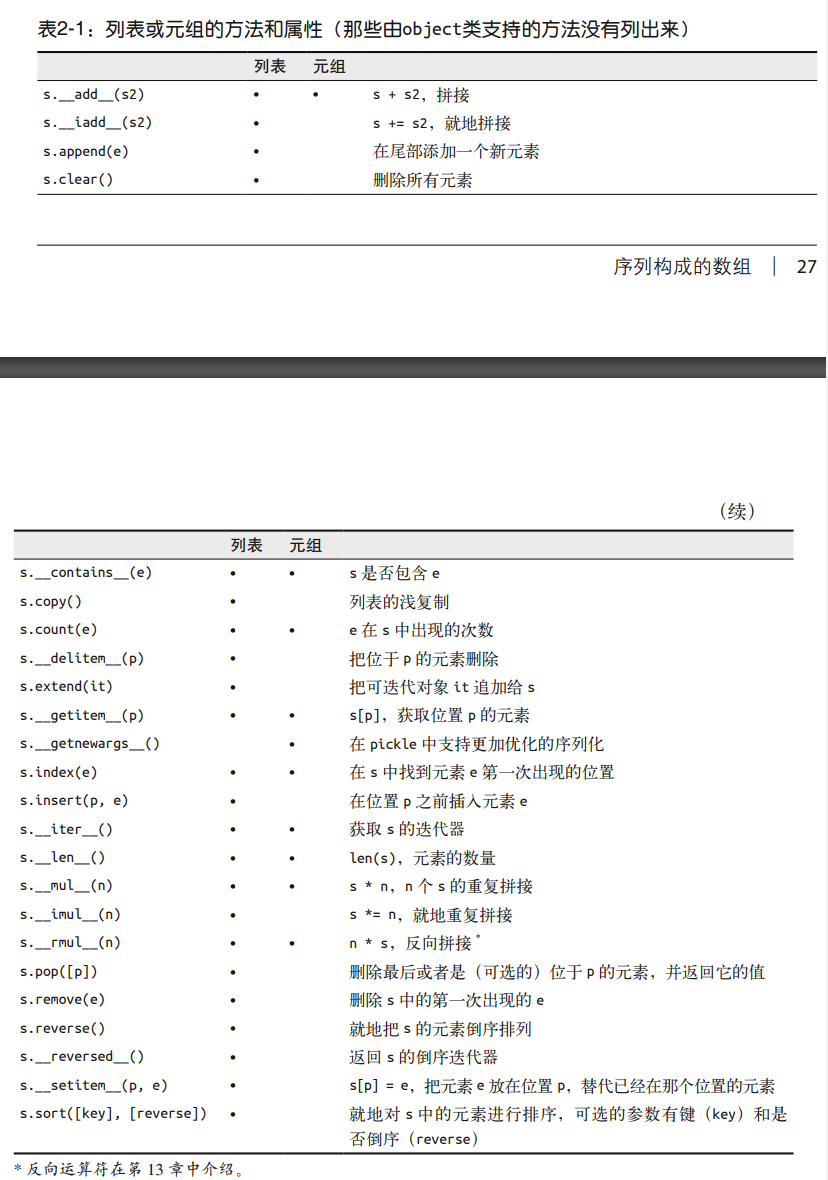 表2-1：列表或元组的方法和属性（那些由object类支持的方法没有列出来）
列表 元组
s.__add__(s2) • • s + s2，拼接
s.__iadd__(s2) • s += s2，就地拼接
s.append(e) • 在尾部添加一个新元素
s.clear() • 删除所有元素
序列构成的数组 | 27
（续）
列表 元组
s.__contains__(e) • • s 是否包含 e
s.copy() • 列表的浅复制
s.count(e) • • e 在 s 中出现的次数
s.__delitem__(p) • 把位于 p 的元素删除
s.extend(it) • 把可迭代对象 it 追加给 s
s.__getitem__(p) • • s[p]，获取位置 p 的元素
s.__getnewargs__() • 在 pickle 中支持更加优化的序列化
s.index(e) • • 在 s 中找到元素 e 第一次出现的位置
s.insert(p, e) • 在位置 p 之前插入元素 e
s.__iter__() • • 获取 s 的迭代器
s.__len__() • • len(s)，元素的数量
s.__mul__(n) • • s * n，n 个 s 的重复拼接
s.__imul__(n) • s *= n，就地重复拼接
s.__rmul__(n) • • n * s，反向拼接*
s.pop([p]) • 删除最后或者是（可选的）位于 p 的元素，并返回它的值
s.remove(e) • 删除 s 中的第一次出现的 e
s.reverse() • 就地把 s 的元素倒序排列
s.__reversed__() • 返回 s 的倒序迭代器
s.__setitem__(p, e) • s[p] = e，把元素 e 放在位置 p，替代已经在那个位置的元素
s.sort([key], [reverse]) • 就地对 s 中的元素进行排序，可选的参数有键（key）和是
否倒序（reverse）
* 反向运算符在第 13 章中介绍。